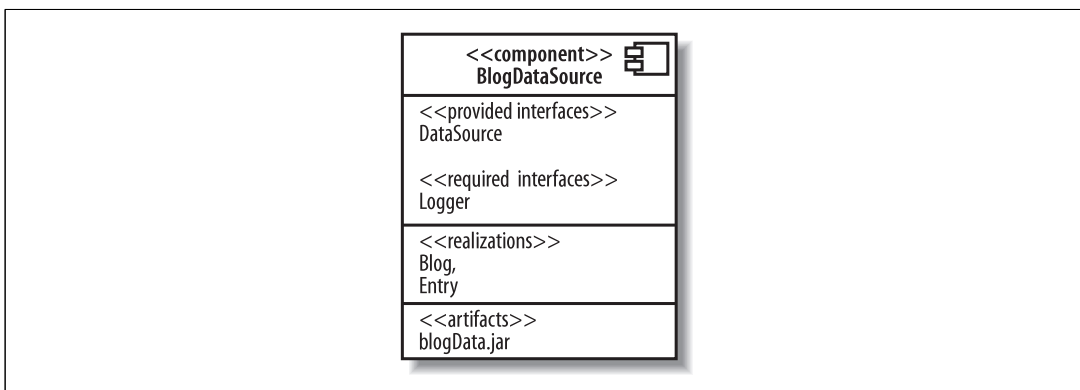 <<component>>
BlogDataSource
<<provided interfaces>>
DataSource
<<required interfaces>>
Logger
<<realizations>>
Blog,
Entry
<<artifacts>>
blogData.jar